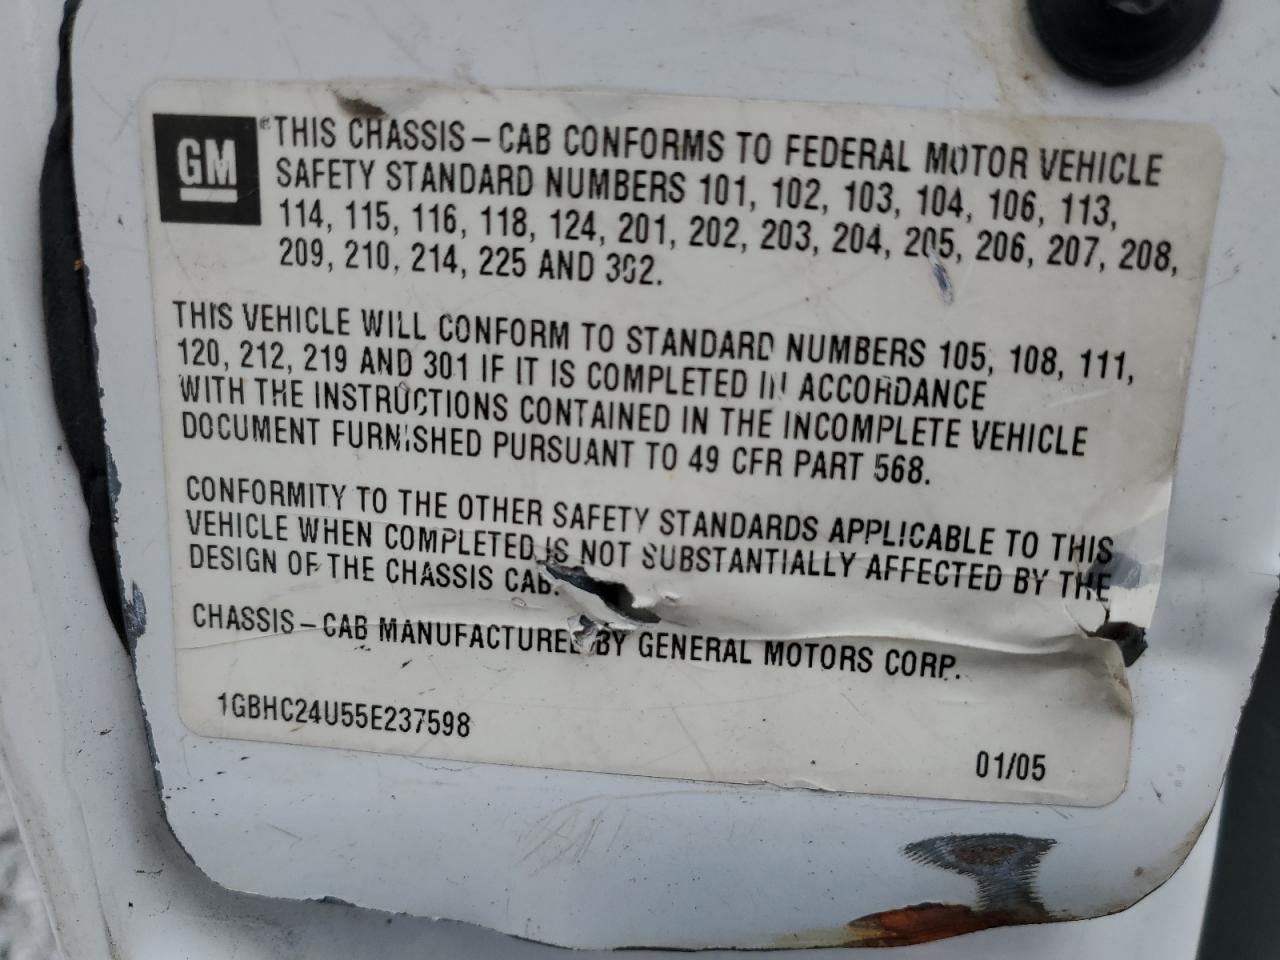 GM
® THIS CHASSIS-CAB CONFORMS TO FEDERAL MOTOR VEHICLE
SAFETY STANDARD NUMBERS 101, 102, 103, 104, 106, 113,
114, 115, 116, 118, 124, 201, 202, 203, 204, 205, 206, 207, 208,
209, 210, 214, 225 AND 302.
THIS VEHICLE WILL CONFORM TO STANDARD NUMBERS 105, 108, 111,
120, 212, 219 AND 301 IF IT IS COMPLETED IN ACCORDANCE
WITH THE INSTRUCTIONS CONTAINED IN THE INCOMPLETE VEHICLE
DOCUMENT FURNISHED PURSUANT TO 49 CFR PART 568.
CONFORMITY TO THE OTHER SAFETY STANDARDS APPLICABLE TO THIS
VEHICLE WHEN COMPLETED IS NOT SUBSTANTIALLY AFFECTED BY THE
DESIGN OF THE CHASSIS CAB.
CHASSIS-CAB MANUFACTURED BY GENERAL MOTORS CORP.
1GBHC24U55E237598
01/05